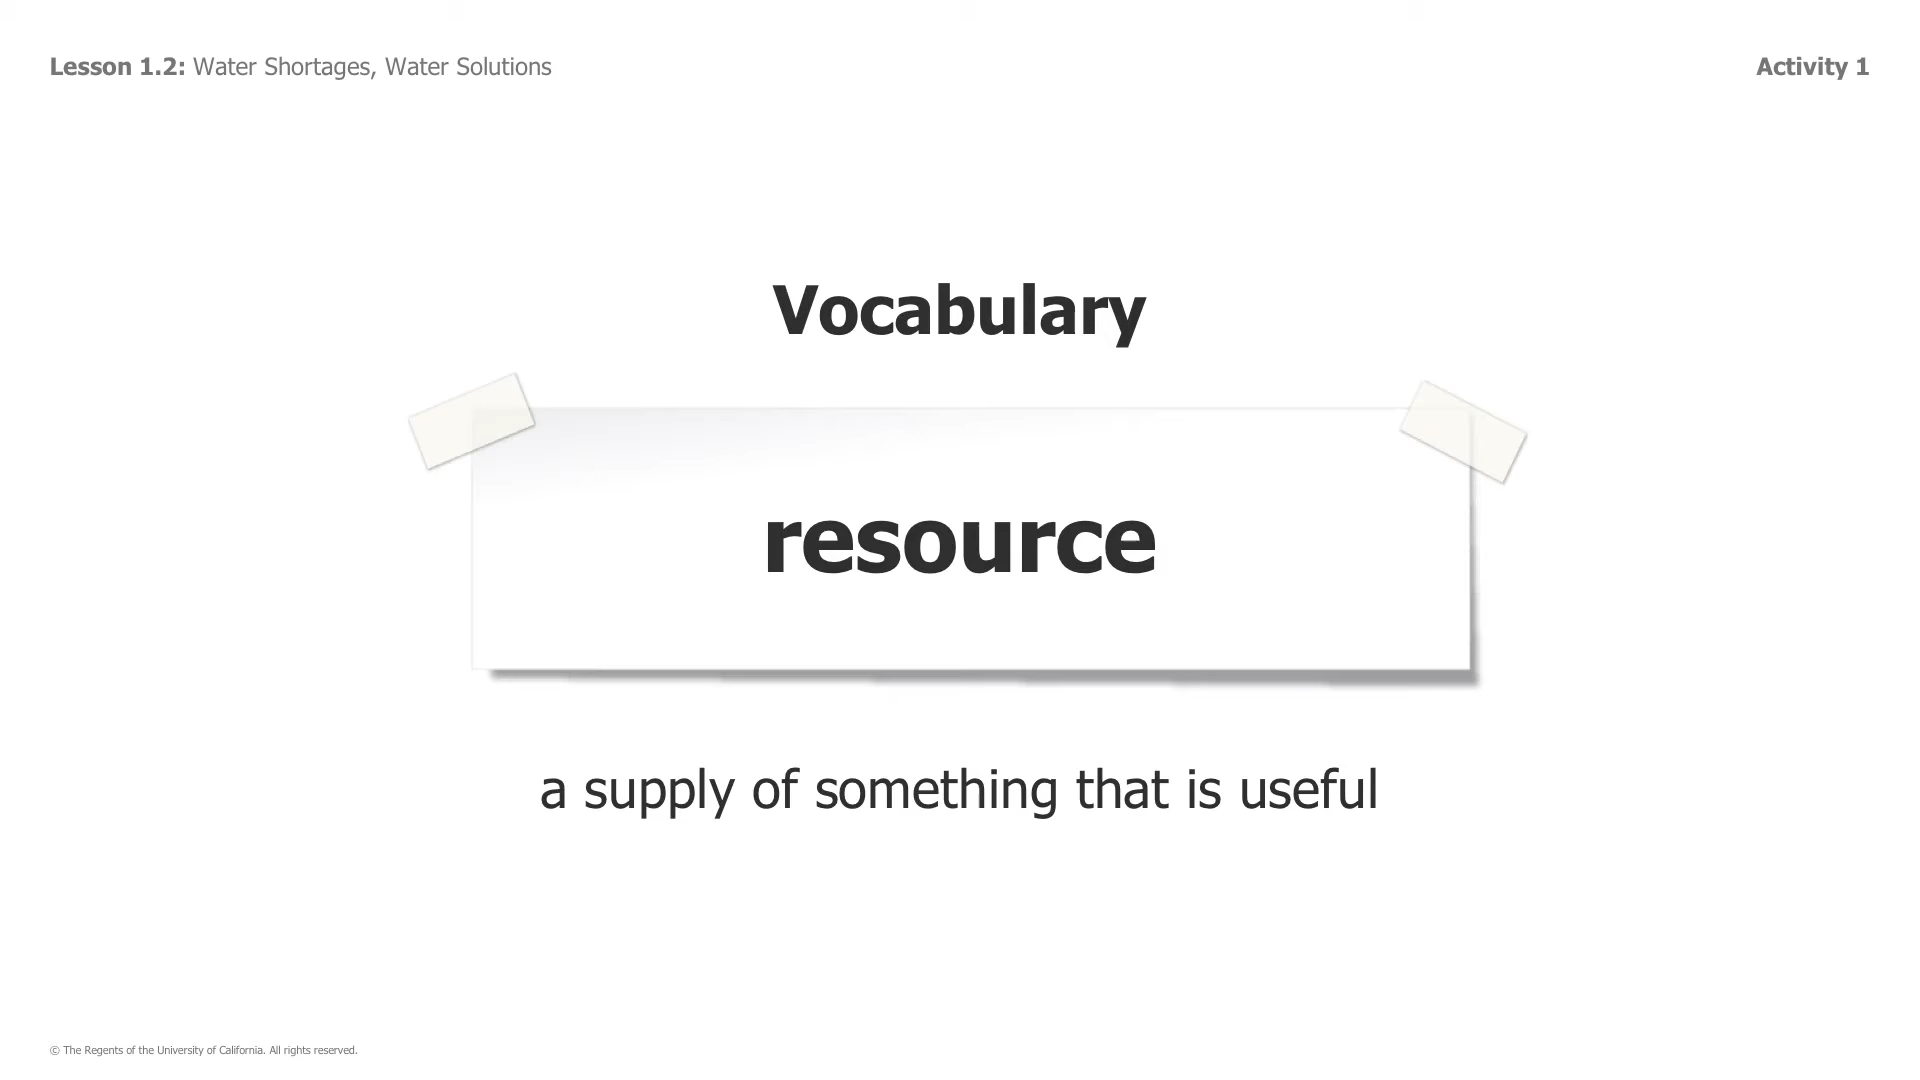 Lesson 1.2: Water Shortages, Water Solutions
Activity 1
Vocabulary
resource
a supply of something that is useful
© The Regents of the University of California. All rights reserved.